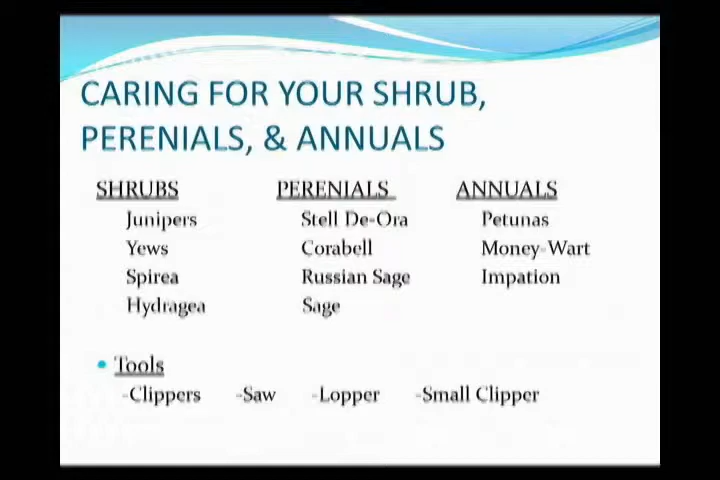 CARING FOR YOUR SHRUB,
PERENIALS, & ANNUALS
SHRUBS PERENIALS ANNUALS
Junipers Stell De-Ora Petunas
Yews Corabell Money-Wart
Spirea Russian Sage Impation
Hydragea Sage
• Tools
-Clippers -Saw -Lopper -Small Clipper